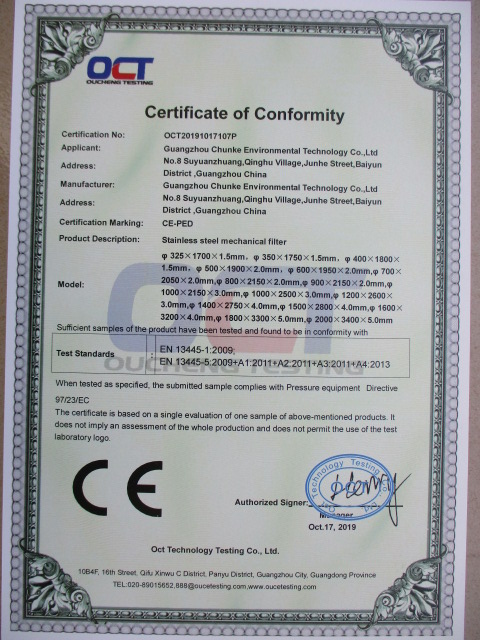 OCT
OUCHENG TESTING
Certificate of Conformity
Certification No: OCT20191017107P
Applicant: Guangzhou Chunke Environmental Technology Co.,Ltd
Address: No.8 Suyuanzhuang,Qinghu Village,Junhe Street,Baiyun
District ,Guangzhou China
Manufacturer: Guangzhou Chunke Environmental Technology Co.,Ltd
Address: No.8 Suyuanzhuang,Qinghu Village,Junhe Street,Baiyun
District ,Guangzhou China
Certification Marking: CE-PED
Product Description: Stainless steel mechanical filter
Model: φ 325×1700×1.5mm, φ 350×1750×1.5mm, φ 400×1800×
1.5mm, φ 500×1900×2.0mm, φ 600×1950×2.0mm,φ 700×
2050×2.0mm,φ 800×2150×2.0mm, φ 900×2150×2.0mm,φ
1000×2150×3.0mm,φ 1000×2500×3.0mm,φ 1200×2600×
3.0mm,φ 1400×2750×4.0mm,φ 1500×2800×4.0mm,φ 1600×
3200×4.0mm,φ 1800×3300×5.0mm,φ 2000×3400×5.0mm
Sufficient samples of the product have been tested and found to be in conformity with
Test Standards : EN 13445-1:2009;
EN 13445-5:2009+A1:2011+A2:2011+A3:2011+A4:2013
OCT
OUCHENG TESTING
When tested as specified, the submitted sample complies with Pressure equipment Directive
97/23/EC
The certificate is based on a single evaluation of one sample of above-mentioned products. It
does not imply an assessment of the whole production and does not permit the use of the test
laboratory logo.
CE
Authorized Signer:
Henry
Manager
Oct.17, 2019
Oct Technology Testing Co., Ltd
10B4F, 16th Street, Qifu Xinwu C District, Panyu District, Guangzhou City, Guangdong Province
TEL:020-89015652,888@oucetesting.com http://www.oucetesting.com